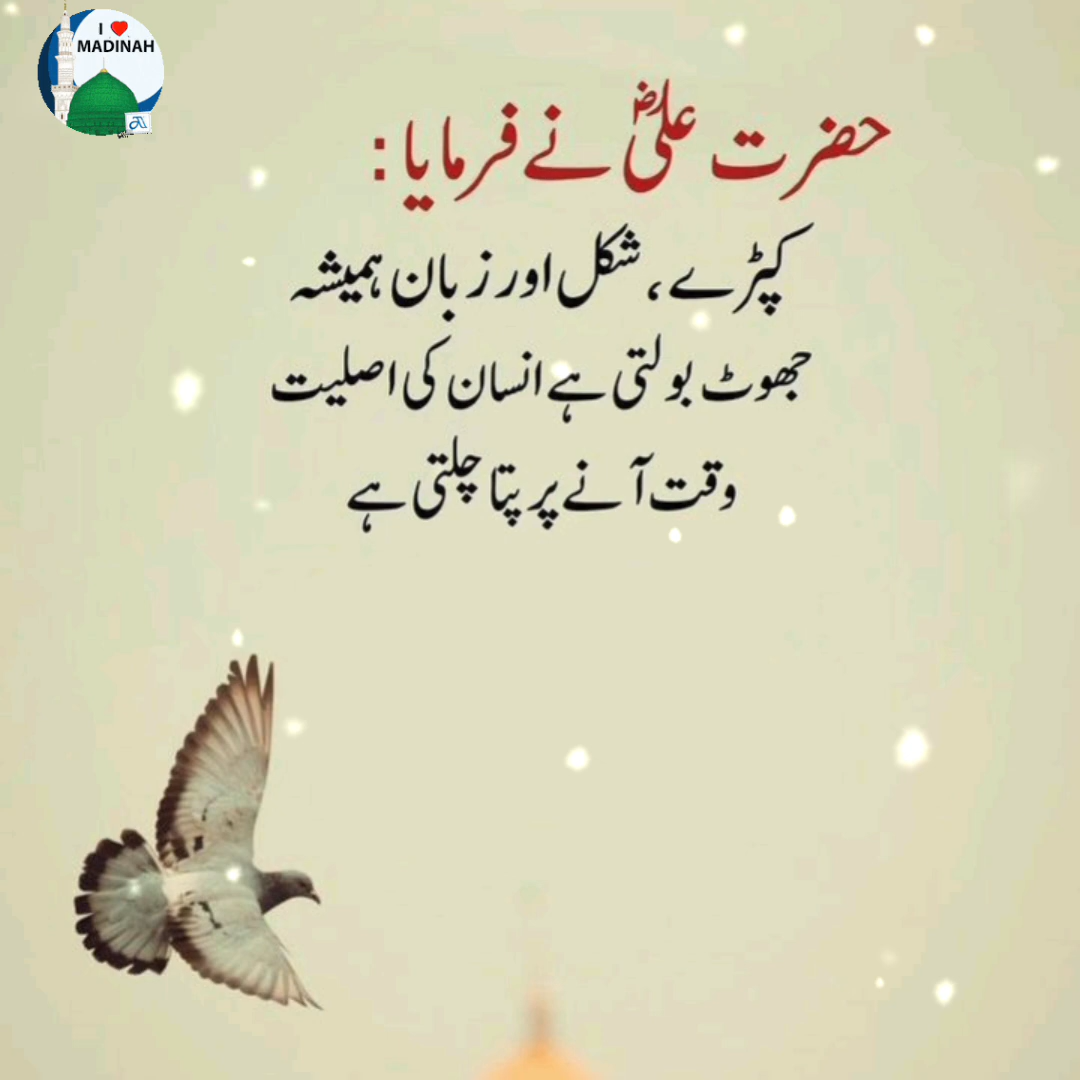 I ❤ MADINAH
حضرت علیؓ نے فرمایا:
کپڑے، شکل اور زبان ہمیشہ
جھوٹ بولتی ہے انسان کی اصلیت
وقت آنے پر پتا چلتی ہے